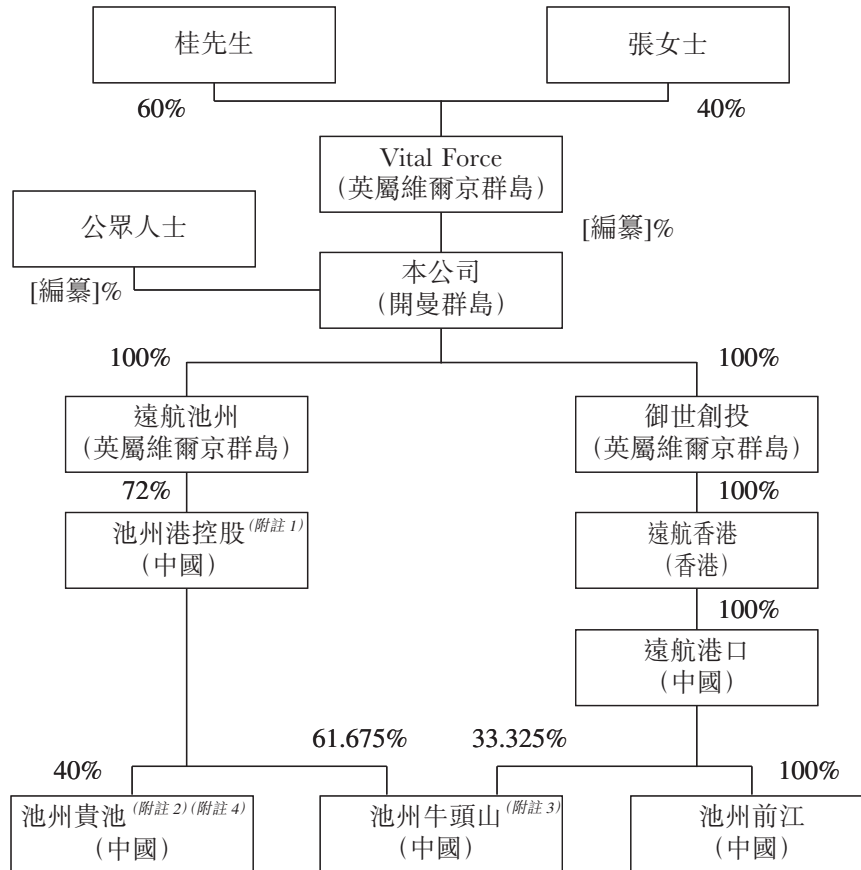 桂先生
張女士
60%
40%
Vital Force
(英屬維爾京群島)
公眾人士
[編纂]%
[編纂]%
本公司
(開曼群島)
100%
100%
遠航池州
(英屬維爾京群島)
御世創投
(英屬維爾京群島)
72%
100%
池州港控股(附註 1)
(中國)
遠航香港
(香港)
100%
遠航港口
(中國)
61.675%
33.325%
40%
100%
池州貴池(附註 2)(附註 4)
(中國)
池州牛頭山(附註 3)
(中國)
池州前江
(中國)